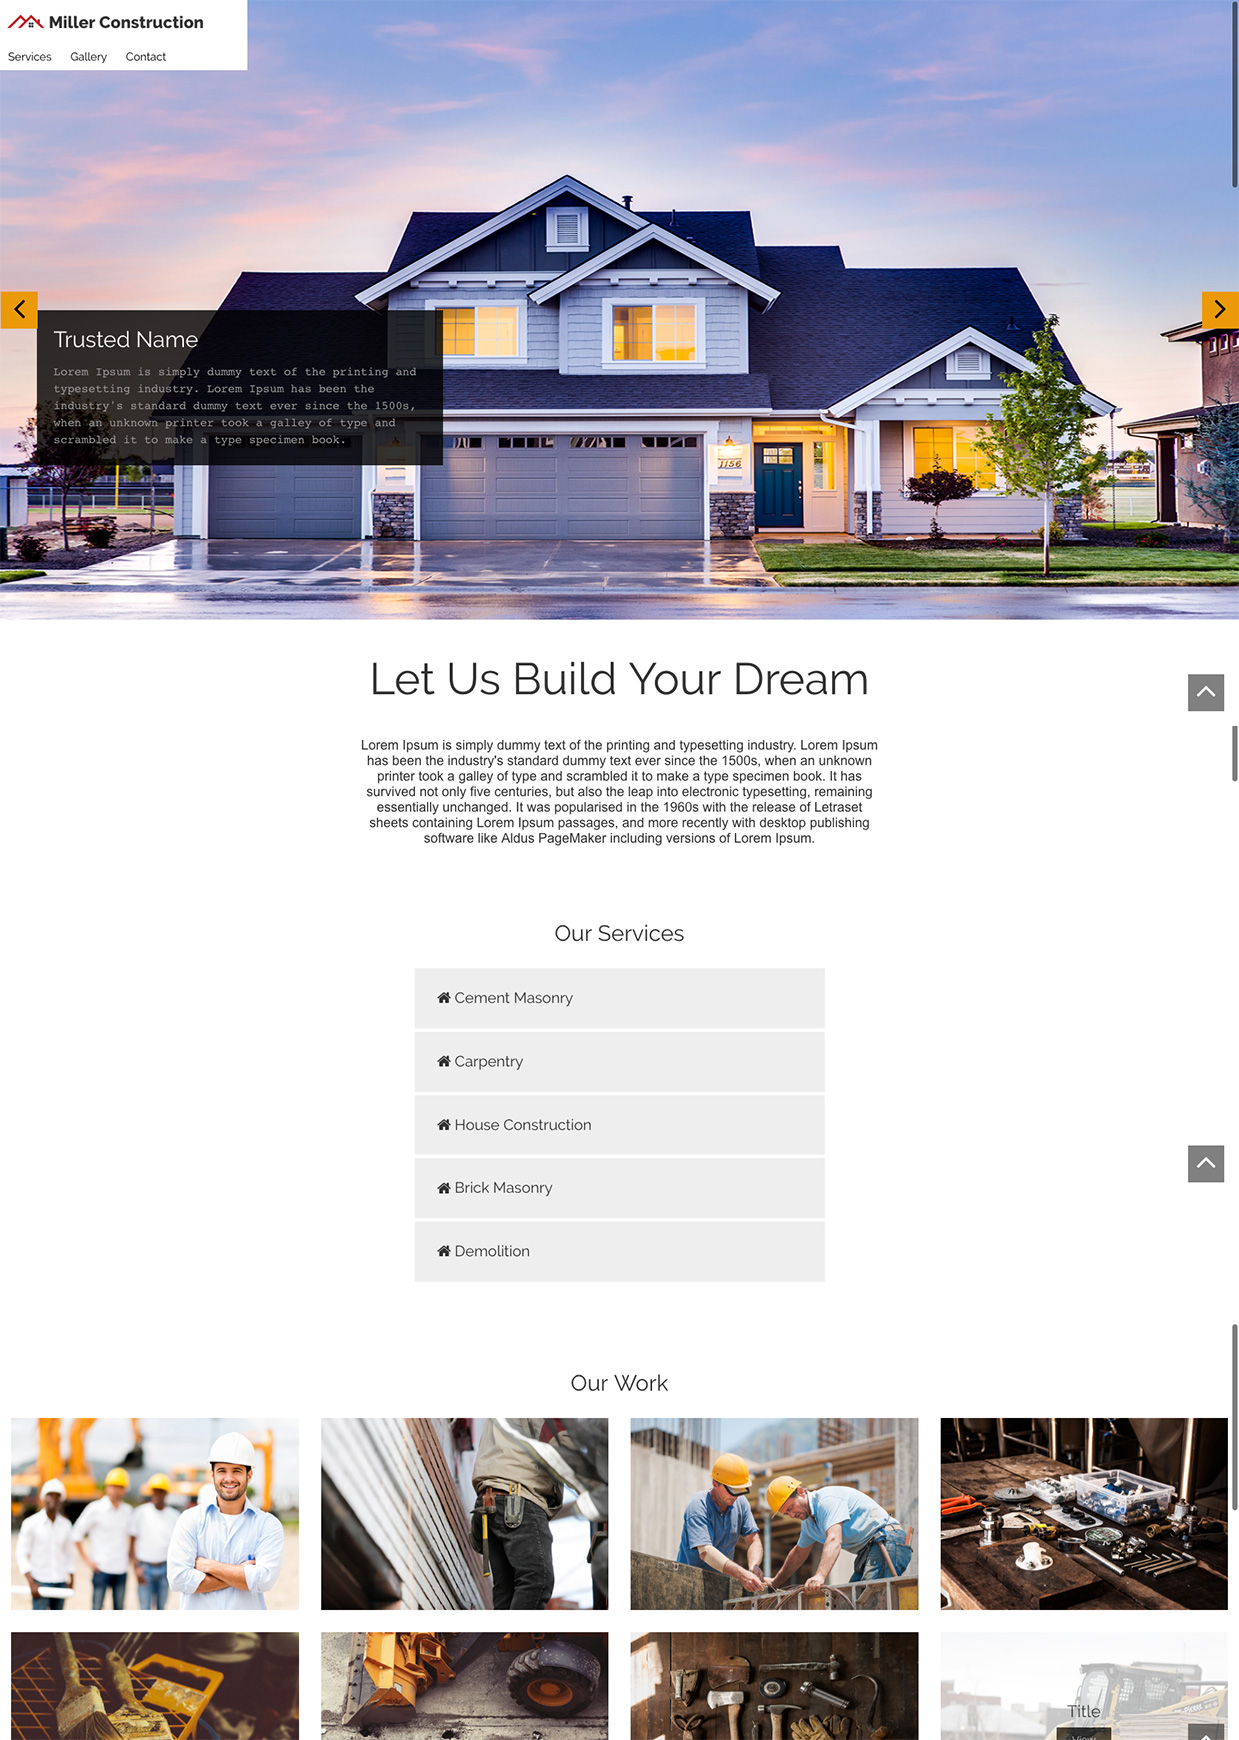 Miller Construction
Services Gallery Contact
Trusted Name
Lorem Ipsum is simply dummy text of the printing and
typesetting industry. Lorem Ipsum has been the
industry's standard dummy text ever since the 1500s,
when an unknown printer took a galley of type and
scrambled it to make a type specimen book.
1156
Let Us Build Your Dream
Lorem Ipsum is simply dummy text of the printing and typesetting industry. Lorem Ipsum
has been the industry's standard dummy text ever since the 1500s, when an unknown
printer took a galley of type and scrambled it to make a type specimen book. It has
survived not only five centuries, but also the leap into electronic typesetting, remaining
essentially unchanged. It was popularised in the 1960s with the release of Letraset
sheets containing Lorem Ipsum passages, and more recently with desktop publishing
software like Aldus PageMaker including versions of Lorem Ipsum.
Our Services
Cement Masonry
Carpentry
House Construction
Brick Masonry
Demolition
Our Work
Title
View